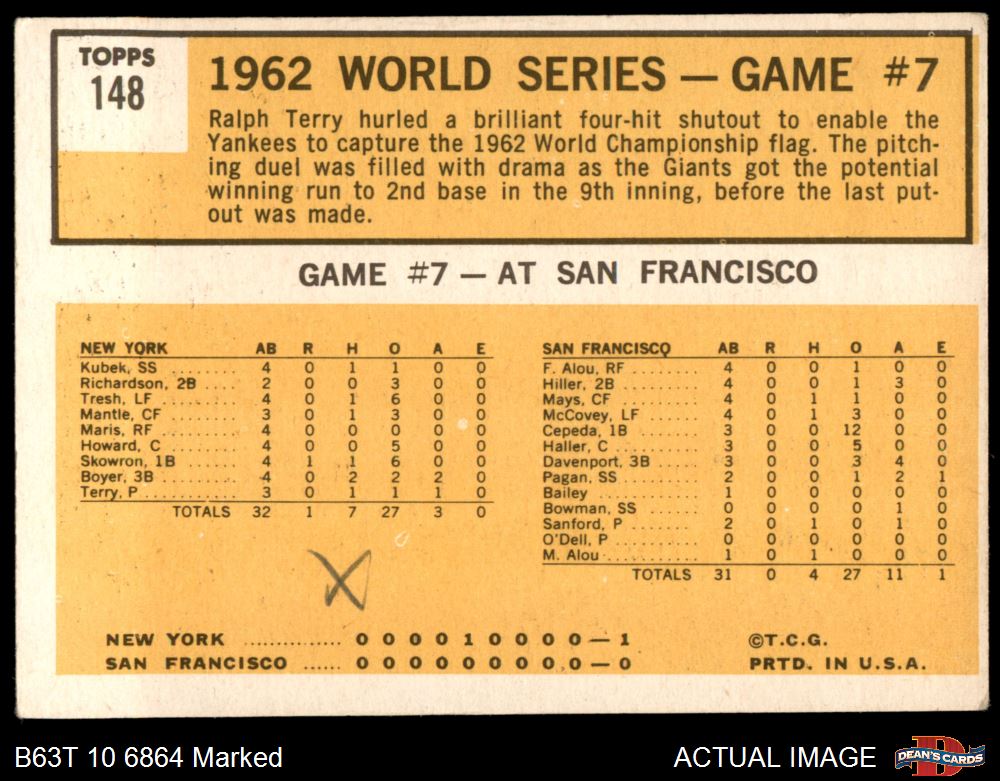 TOPPS
148
1962 WORLD SERIES — GAME #7
Ralph Terry hurled a brilliant four-hit shutout to enable the
Yankees to capture the 1962 World Championship flag. The pitch-
ing duel was filled with drama as the Giants got the potential
winning run to 2nd base in the 9th inning, before the last put-
out was made.
GAME #7 — AT SAN FRANCISCO
NEW YORK AB R H O A E
Kubek, SS ........ 4 0 1 1 0 0
Richardson, 2B .... 2 0 0 3 0 0
Tresh, LF ........ 4 0 1 6 0 0
Mantle, CF ....... 3 0 1 3 0 0
Maris, RF ........ 4 0 0 0 0 0
Howard, C ....... 4 0 0 5 0 0
Skowron, 1B ...... 4 1 1 6 0 0
Boyer, 3B ........ 4 0 2 2 2 0
Terry, P .......... 3 0 1 1 1 0
TOTALS 32 1 7 27 3 0
SAN FRANCISCO AB R H O A E
F. Alou, RF ....... 4 0 0 1 0 0
Hiller, 2B ........ 4 0 0 1 3 0
Mays, CF ........ 4 0 1 1 0 0
McCovey, LF ...... 4 0 1 3 0 0
Cepeda, 1B ....... 3 0 0 12 0 0
Haller, C ......... 3 0 0 5 0 0
Davenport, 3B .... 3 0 0 3 4 0
Pagan, SS ........ 2 0 0 1 2 1
Bailey ........... 1 0 0 0 0 0
Bowman, SS ...... 0 0 0 0 1 0
Sanford, P ....... 2 0 1 0 1 0
O'Dell, P ........ 0 0 0 0 0 0
M. Alou .......... 1 0 1 0 0 0
TOTALS 31 0 4 27 11 1
X
NEW YORK .............. 0 0 0 0 1 0 0 0 0 — 1
SAN FRANCISCO ...... 0 0 0 0 0 0 0 0 0 — 0
©T.C.G.
PRTD. IN U.S.A.
B63T 10 6864 Marked
ACTUAL IMAGE
D
DEAN'S CARDS